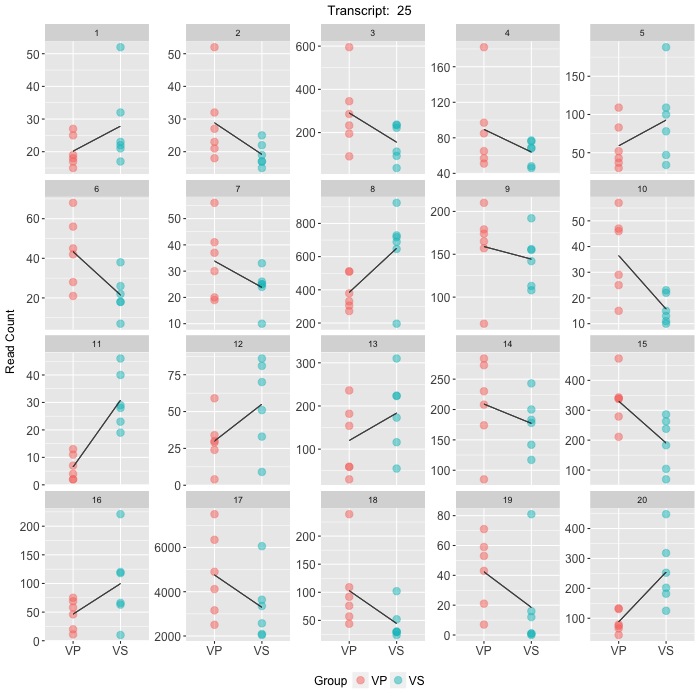 Transcript:  25
1 2 3 4 5
50 40 30 20
50 40 30 20
600 400 200
160 120 80 40
150 100 50
6 7 8 9 10
60 40 20
50 40 30 20 10
800 600 400 200
200 150 100
50 40 30 20 10
Read Count
11 12 13 14 15
40 30 20 10 0
75 50 25 0
300 200 100
250 200 150 100
400 300 200 100
16 17 18 19 20
200 150 100 50 0
6000 4000 2000
200 150 100 50
80 60 40 20 0
400 300 200 100
VP VS VP VS VP VS VP VS VP VS
Group VP VS